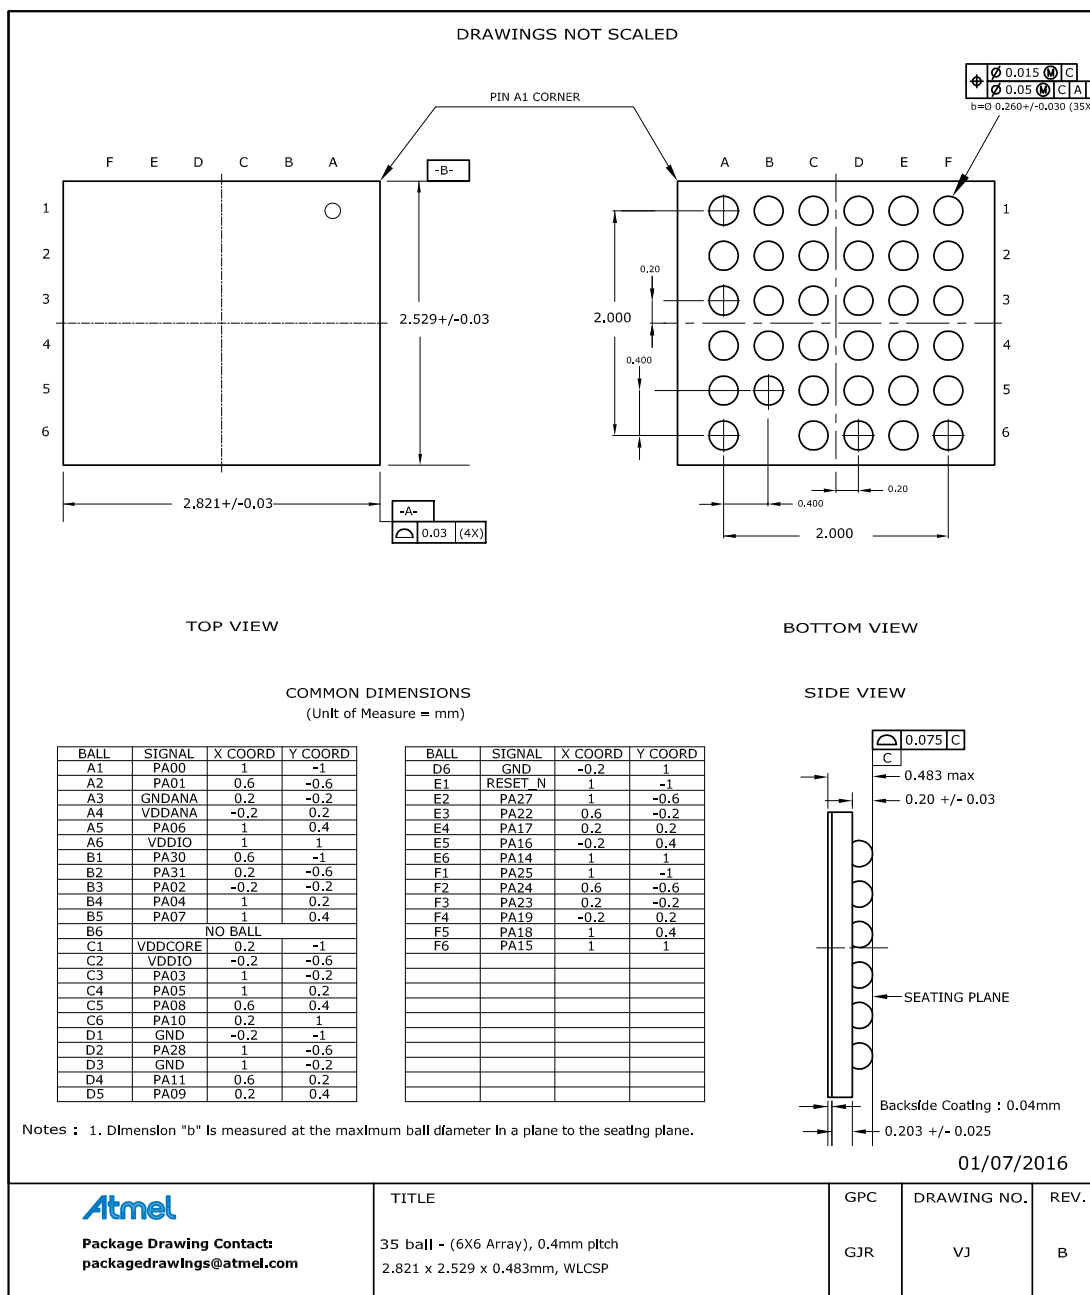 DRAWINGS NOT SCALED
Ø 0.015 Ⓜ C
Ø 0.05 Ⓜ C A
b=Ø 0.260+/-0.030 (35X
PIN A1 CORNER
F E D C B A
-B-
A B C D E F
1
2
3
4
5
6
2.529+/-0.03
2.821+/-0.03
-A-
0.03 (4X)
1
2
3
4
5
6
0.20
2.000
0.400
0.20
0.400
2.000
TOP VIEW
BOTTOM VIEW
COMMON DIMENSIONS
(Unit of Measure = mm)
SIDE VIEW
BALL SIGNAL X COORD Y COORD
A1 PA00 1 -1
A2 PA01 0.6 -0.6
A3 GNDANA 0.2 -0.2
A4 VDDANA -0.2 0.2
A5 PA06 1 0.4
A6 VDDIO 1 1
B1 PA30 0.6 -1
B2 PA31 0.2 -0.6
B3 PA02 -0.2 -0.2
B4 PA04 1 0.2
B5 PA07 1 0.4
B6 NO BALL
C1 VDDCORE 0.2 -1
C2 VDDIO -0.2 -0.6
C3 PA03 1 -0.2
C4 PA05 1 0.2
C5 PA08 0.6 0.4
C6 PA10 0.2 1
D1 GND -0.2 -1
D2 PA28 1 -0.6
D3 GND 1 -0.2
D4 PA11 0.6 0.2
D5 PA09 0.2 0.4
BALL SIGNAL X COORD Y COORD
D6 GND -0.2 1
E1 RESET_N 1 -1
E2 PA27 1 -0.6
E3 PA22 0.6 -0.2
E4 PA17 0.2 0.2
E5 PA16 -0.2 0.4
E6 PA14 1 1
F1 PA25 1 -1
F2 PA24 0.6 -0.6
F3 PA23 0.2 -0.2
F4 PA19 -0.2 0.2
F5 PA18 1 0.4
F6 PA15 1 1
0.075 C
C
0.483 max
0.20 +/- 0.03
SEATING PLANE
Backside Coating : 0.04mm
0.203 +/- 0.025
Notes : 1. Dimension "b" is measured at the maximum ball diameter in a plane to the seating plane.
01/07/2016
Atmel
Package Drawing Contact:
packagedrawings@atmel.com
TITLE
35 ball - (6X6 Array), 0.4mm pitch
2.821 x 2.529 x 0.483mm, WLCSP
GPC
GJR
DRAWING NO.
VJ
REV.
B